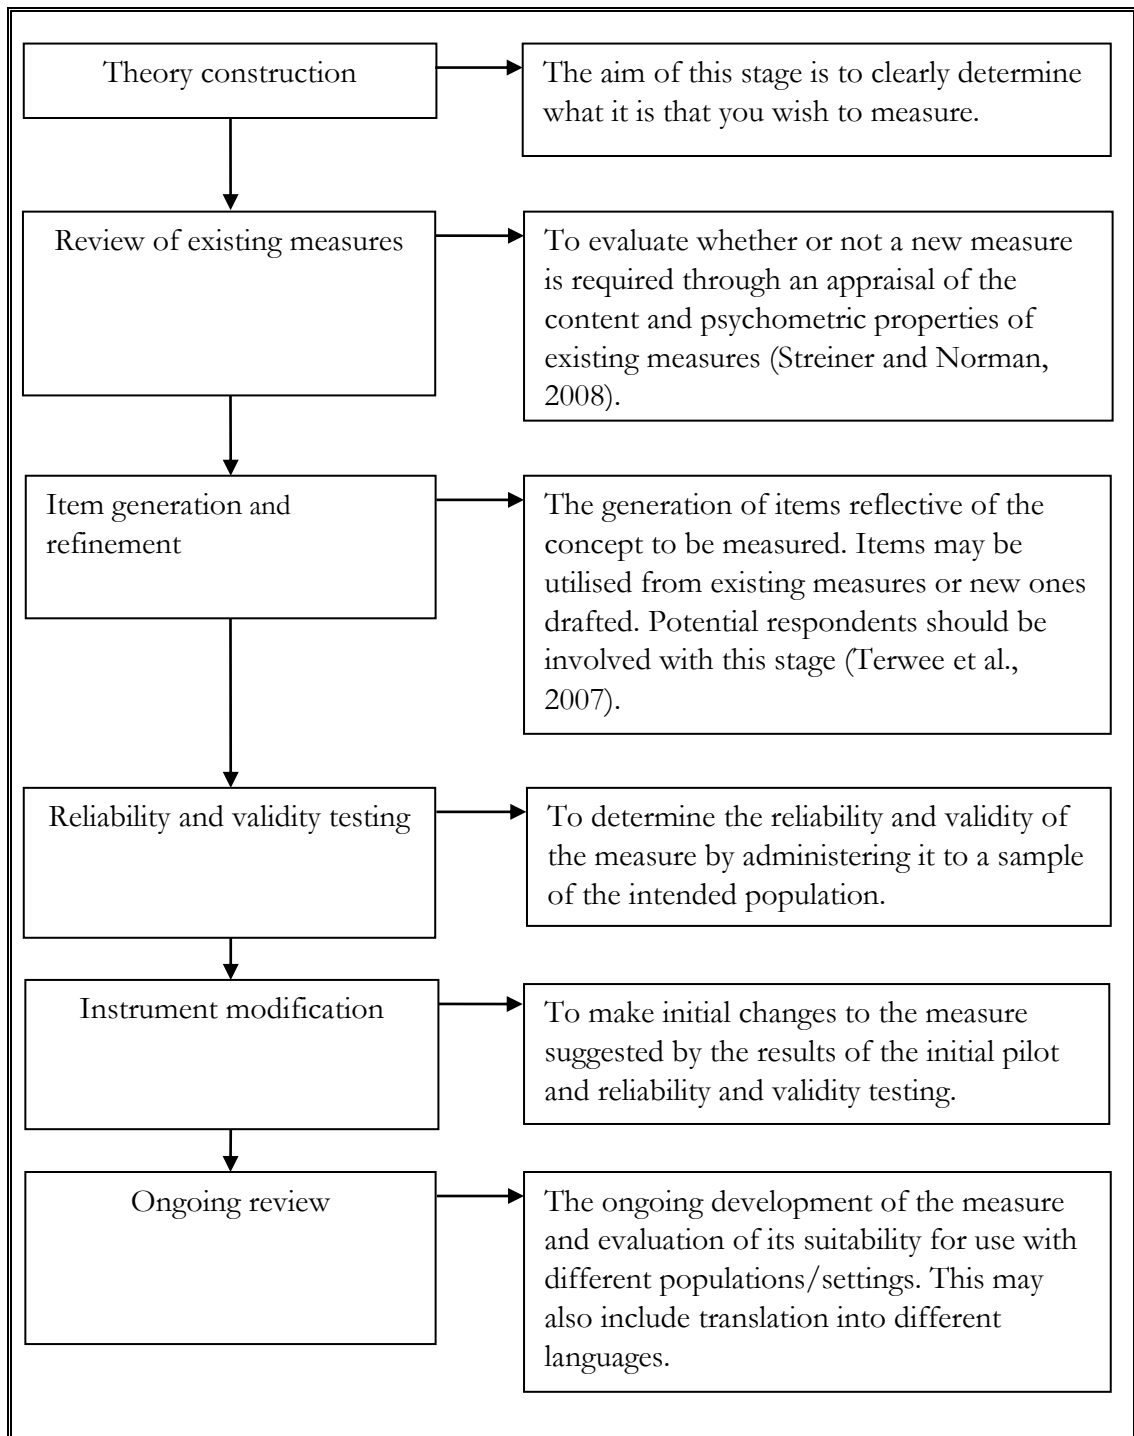 Theory construction
The aim of this stage is to clearly determine
what it is that you wish to measure.
Review of existing measures
To evaluate whether or not a new measure
is required through an appraisal of the
content and psychometric properties of
existing measures (Streiner and Norman,
2008).
Item generation and
refinement
The generation of items reflective of the
concept to be measured. Items may be
utilised from existing measures or new ones
drafted. Potential respondents should be
involved with this stage (Terwee et al.,
2007).
Reliability and validity testing
To determine the reliability and validity of
the measure by administering it to a sample
of the intended population.
Instrument modification
To make initial changes to the measure
suggested by the results of the initial pilot
and reliability and validity testing.
Ongoing review
The ongoing development of the measure
and evaluation of its suitability for use with
different populations/settings. This may
also include translation into different
languages.